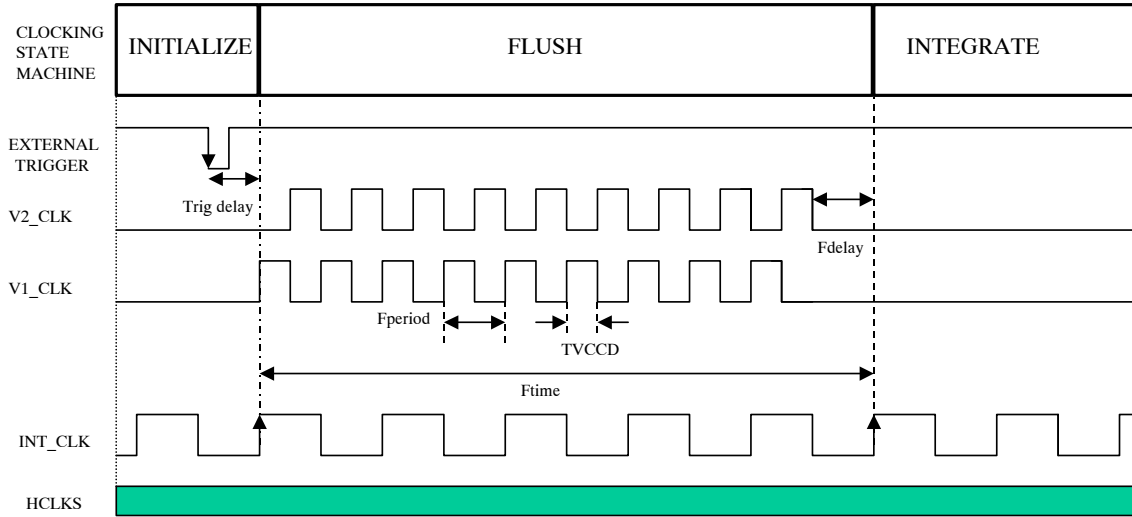 CLOCKING
STATE
MACHINE
INITIALIZE
FLUSH
INTEGRATE
EXTERNAL
TRIGGER
Trig delay
V2_CLK
Fdelay
V1_CLK
Fperiod
TVCCD
Ftime
INT_CLK
HCLKS